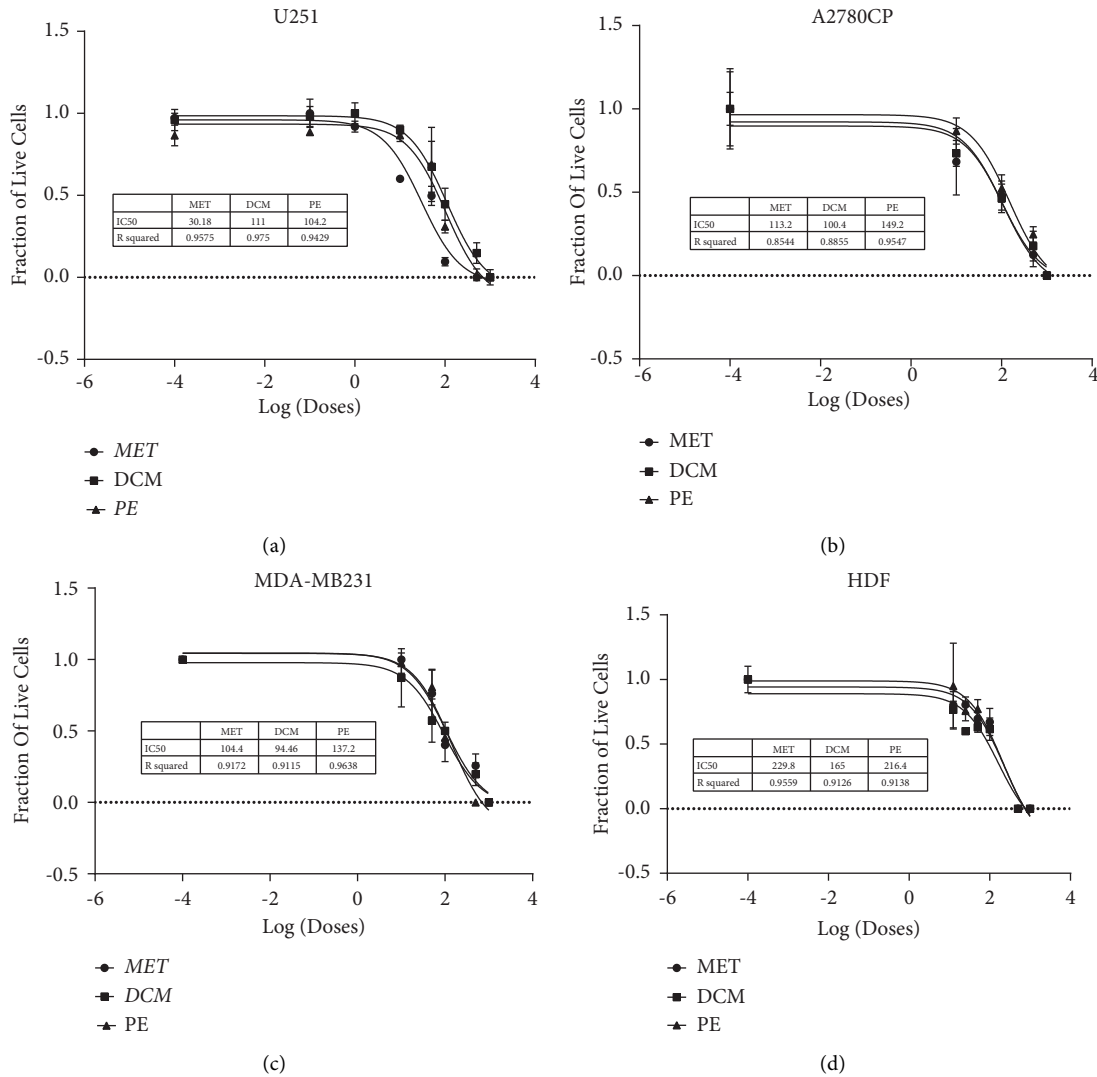 U251
Fraction Of Live Cells
1.5
1.0
0.5
0.0
-0.5
MET DCM PE
IC50 30.18 111 104.2
R squared 0.9575 0.975 0.9429
-6 -4 -2 0 2 4
Log (Doses)
MET
DCM
PE
(a)
A2780CP
Fraction Of Live Cells
1.5
1.0
0.5
0.0
-0.5
MET DCM PE
IC50 113.2 100.4 149.2
R squared 0.8544 0.8855 0.9547
-6 -4 -2 0 2 4
Log (Doses)
MET
DCM
PE
(b)
MDA-MB231
Fraction Of Live Cells
1.5
1.0
0.5
0.0
-0.5
MET DCM PE
IC50 104.4 94.46 137.2
R squared 0.9172 0.9115 0.9638
-6 -4 -2 0 2 4
Log (Doses)
MET
DCM
PE
(c)
HDF
Fraction of Live Cells
1.5
1.0
0.5
0.0
-0.5
MET DCM PE
IC50 229.8 165 216.4
R squared 0.9559 0.9126 0.9138
-6 -4 -2 0 2 4
Log (Doses)
MET
DCM
PE
(d)